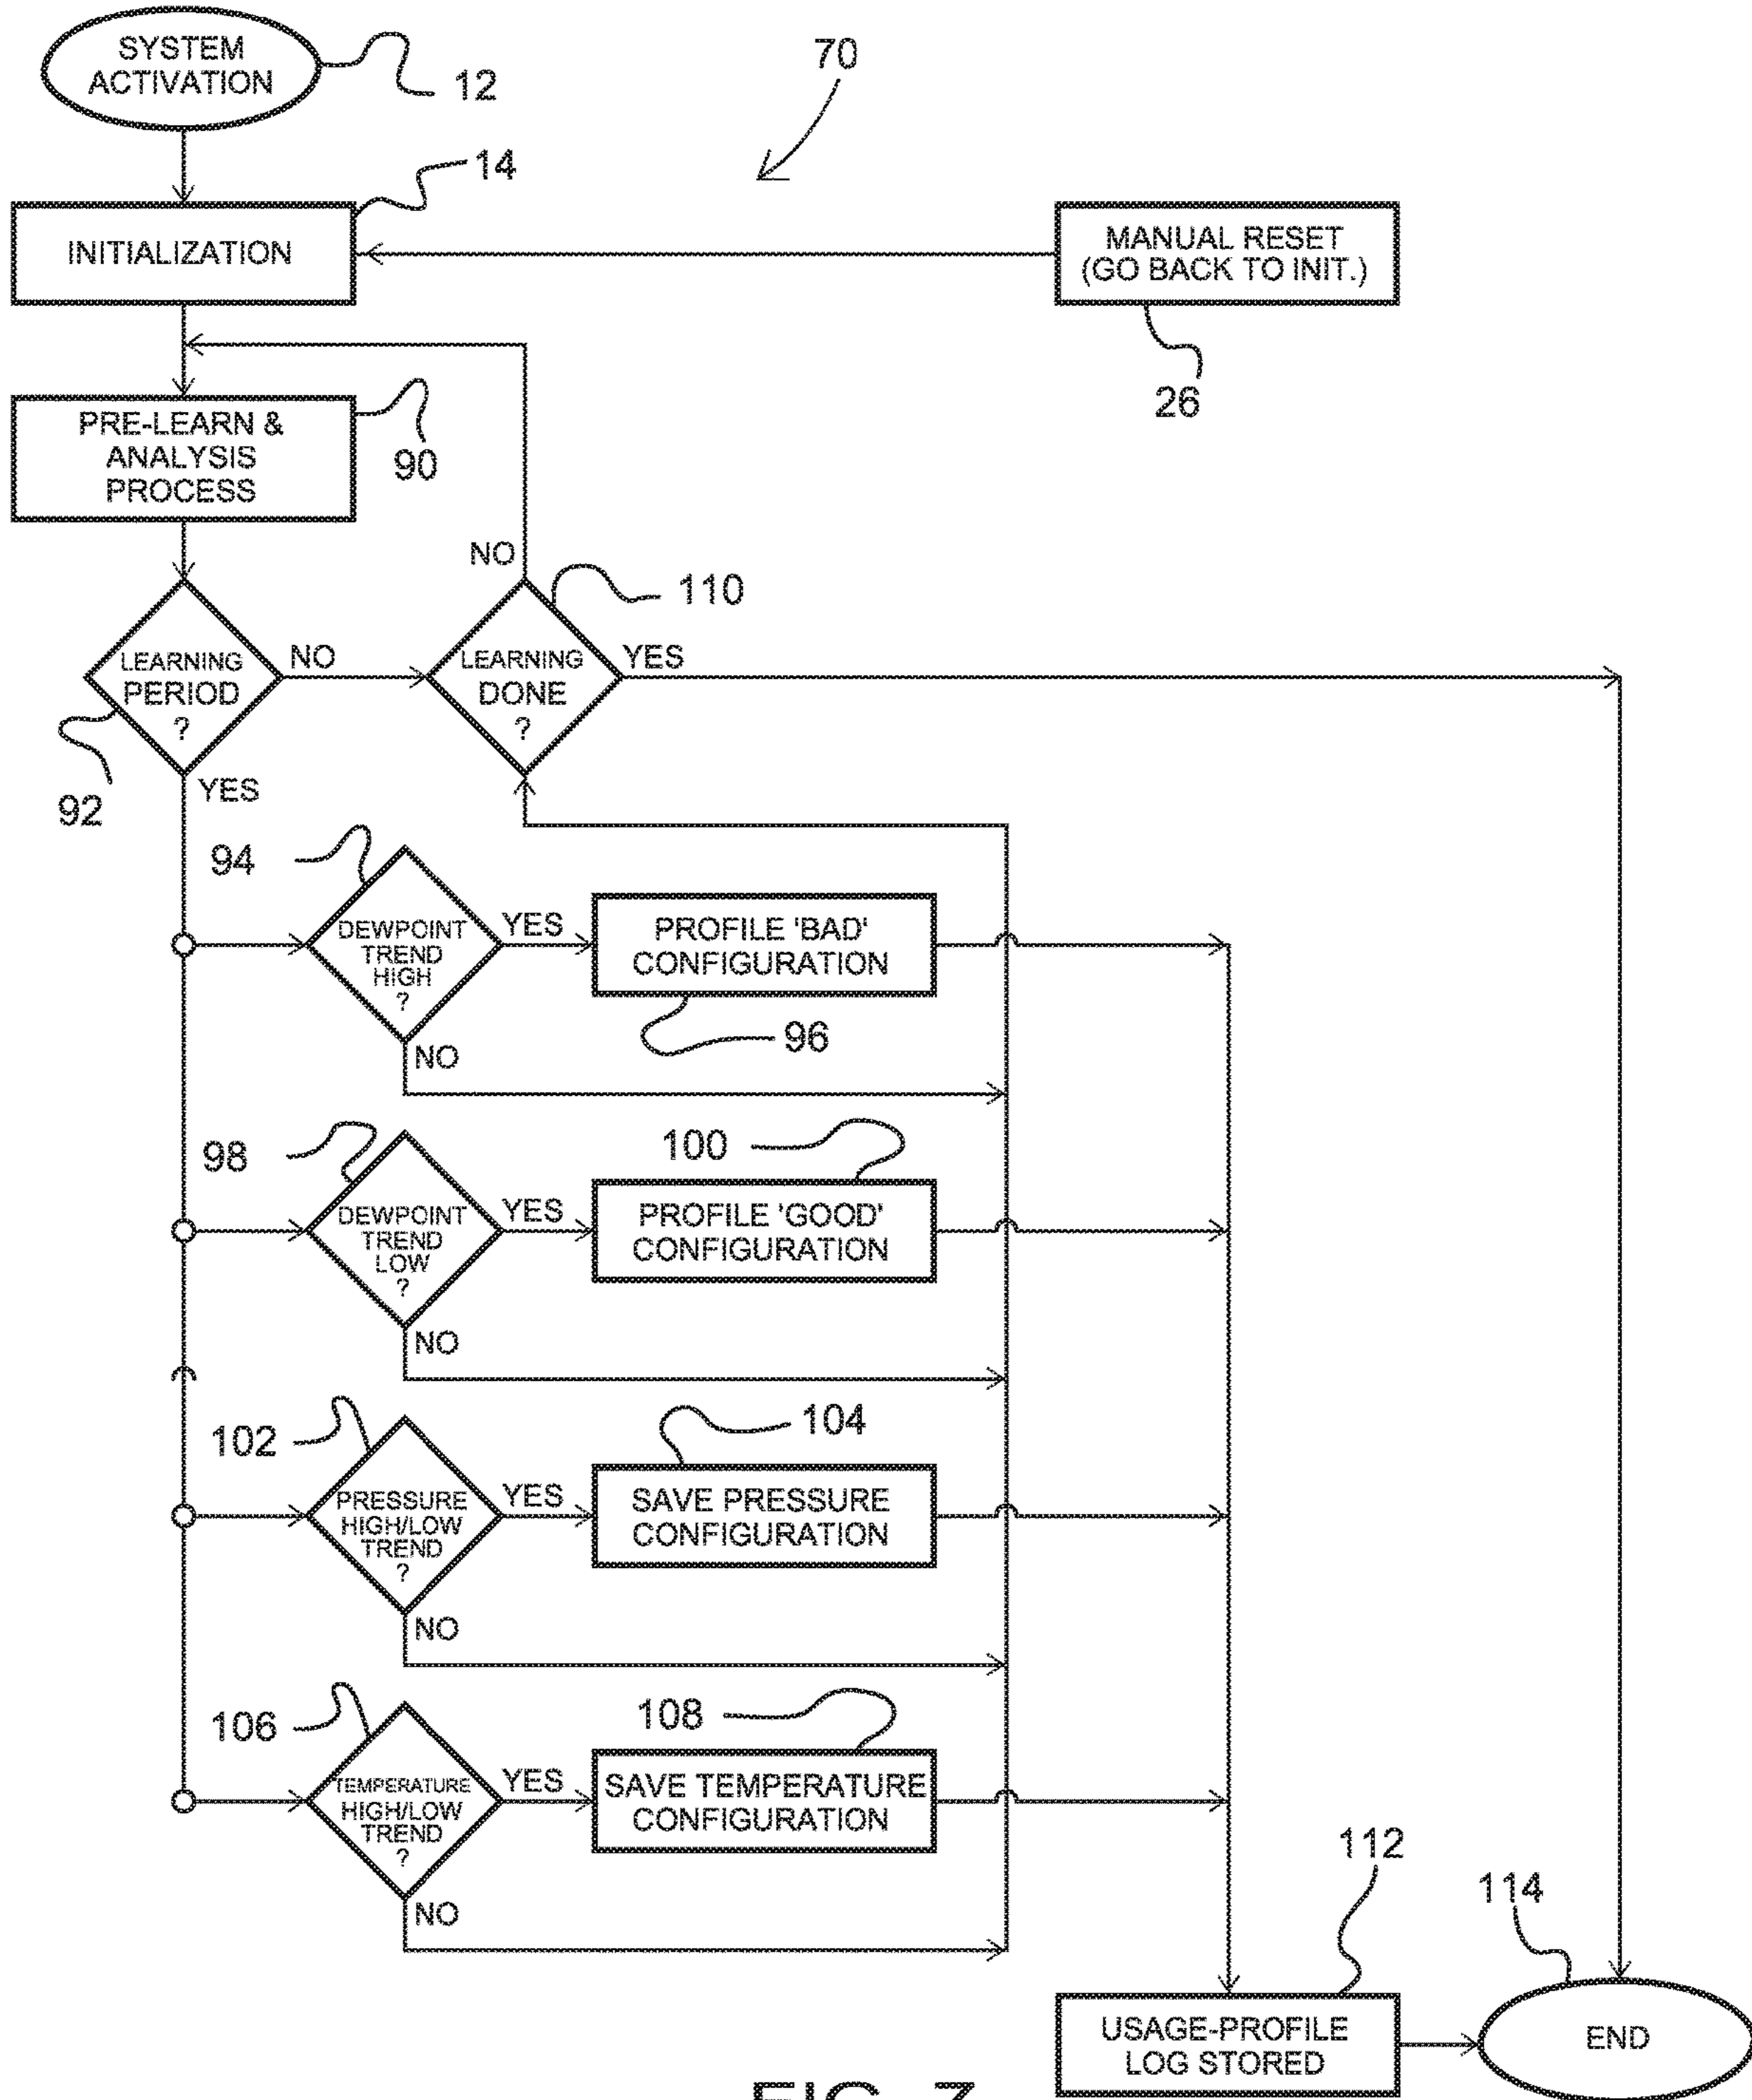 SYSTEM
ACTIVATION
12
70
14
INITIALIZATION
MANUAL RESET
(GO BACK TO INIT.)
26
PRE-LEARN &
ANALYSIS
PROCESS
90
NO
110
LEARNING
PERIOD
?
NO
LEARNING
DONE
?
YES
92
YES
94
DEWPOINT
TREND
HIGH
?
YES
PROFILE 'BAD'
CONFIGURATION
96
NO
98
100
DEWPOINT
TREND
LOW
?
YES
PROFILE 'GOOD'
CONFIGURATION
NO
102
104
PRESSURE
HIGH/LOW
TREND
?
YES
SAVE PRESSURE
CONFIGURATION
NO
106
108
TEMPERATURE
HIGH/LOW
TREND
?
YES
SAVE TEMPERATURE
CONFIGURATION
NO
112
114
USAGE-PROFILE
LOG STORED
END